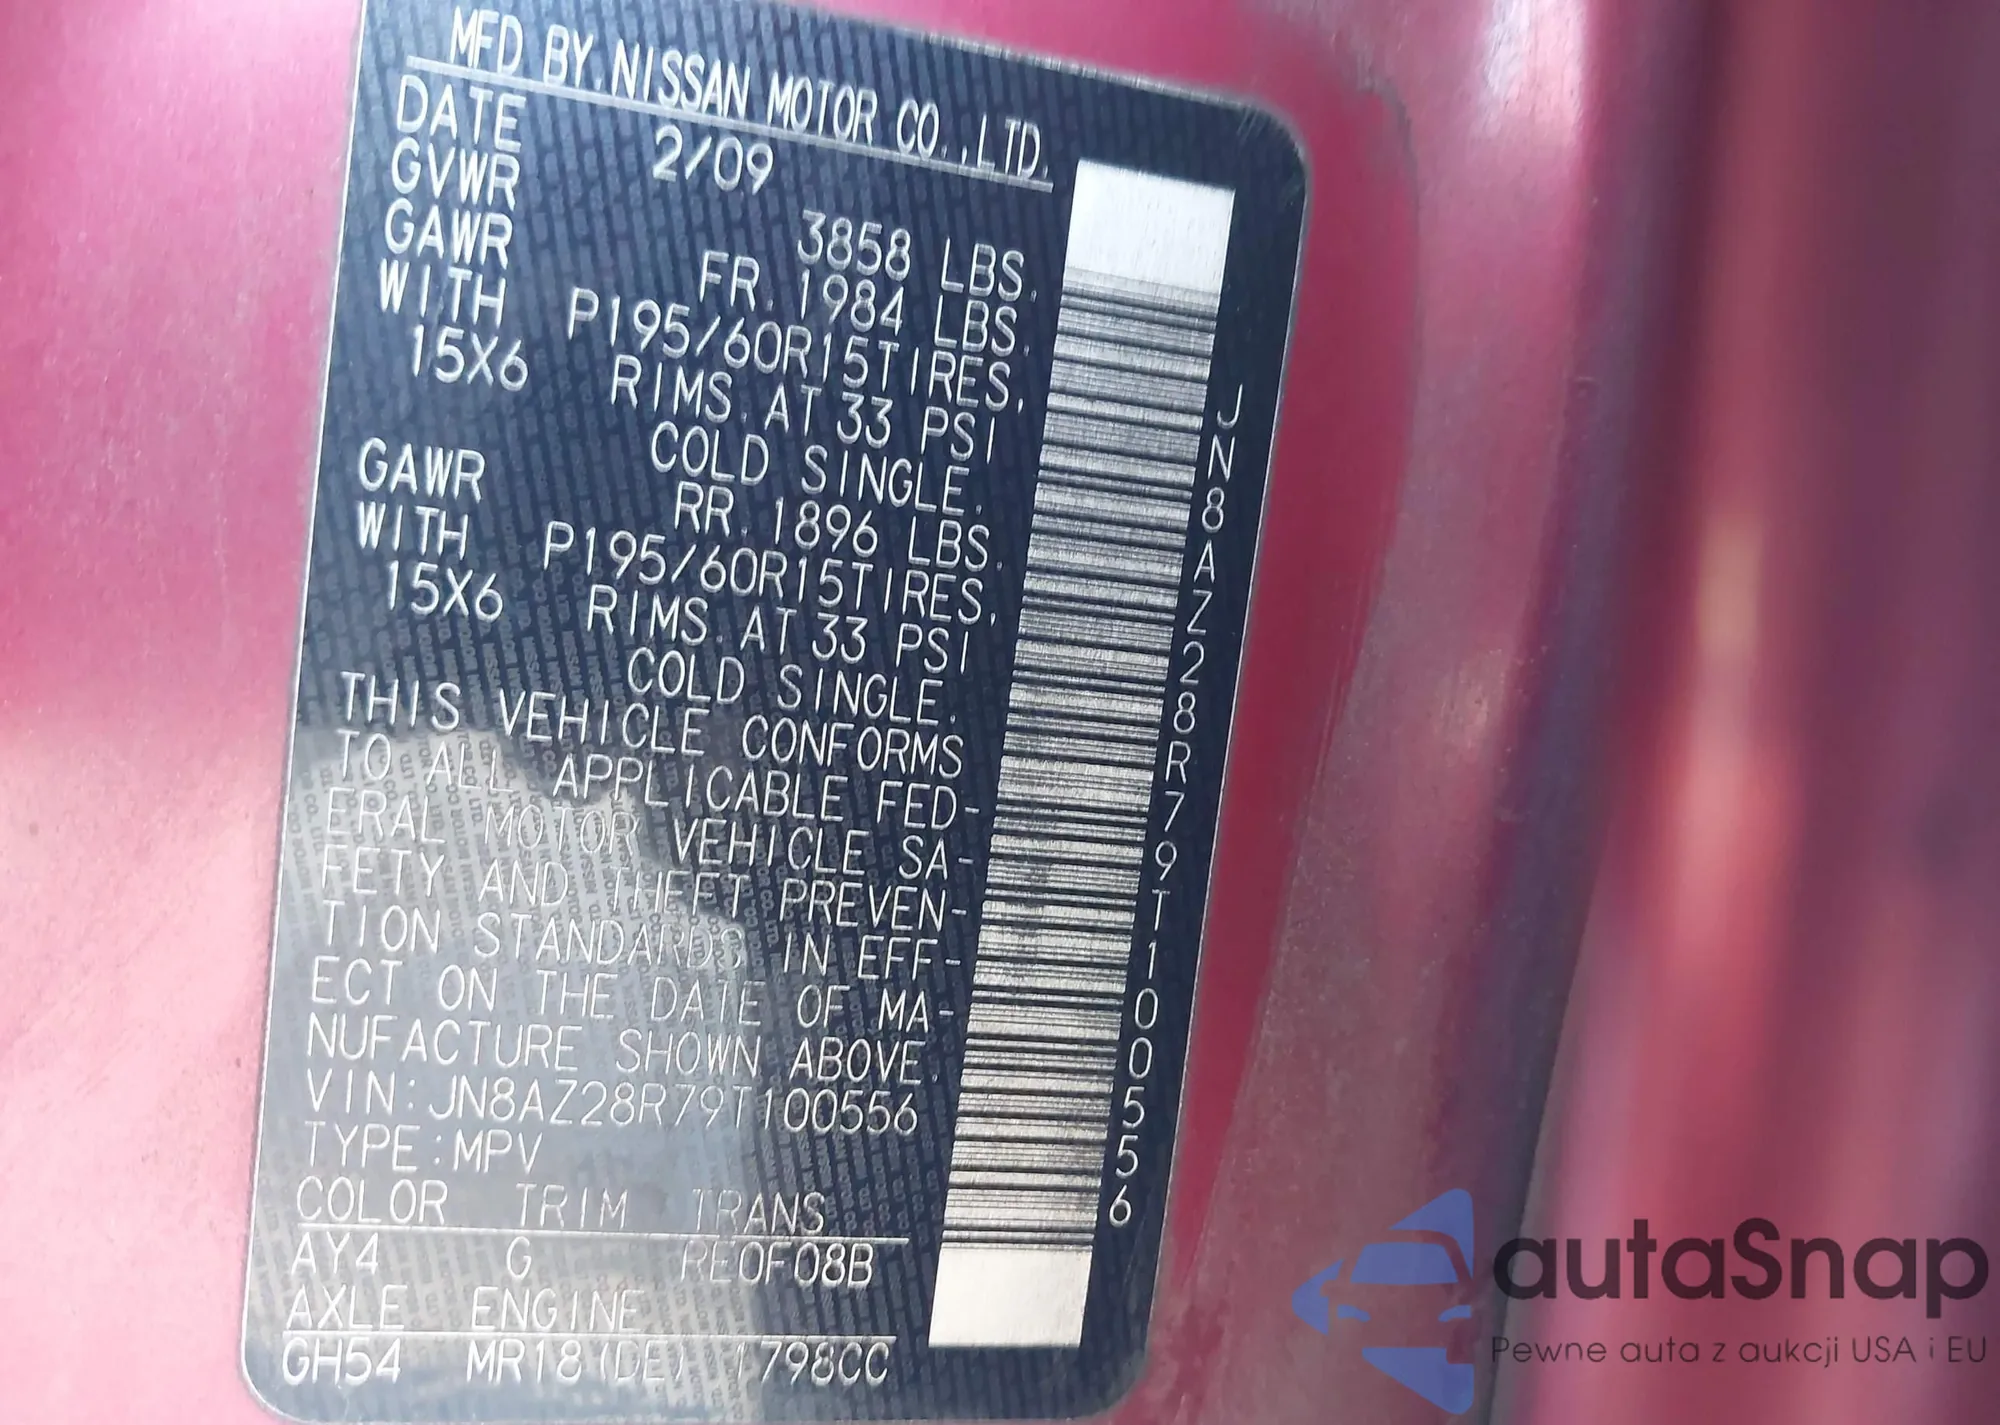 MFD BY.NISSAN MOTOR CO.,LTD.
DATE 2/09
GVWR 3858 LBS.
GAWR FR. 1984 LBS.
WITH P195/60R15TIRES,
15X6 RIMS.AT 33 PSI
COLD SINGLE.
GAWR RR. 1896 LBS.
WITH P195/60R15TIRES,
15X6 RIMS.AT 33 PSI
COLD SINGLE.
THIS VEHICLE CONFORMS
TO ALL APPLICABLE FED-
ERAL MOTOR VEHICLE SA-
FETY AND THEFT PREVEN-
TION STANDARDS IN EFF-
ECT ON THE DATE OF MA-
NUFACTURE SHOWN ABOVE.
VIN:JN8AZ28R79T100556
TYPE:MPV
COLOR TRIM TRANS
AY4 G RE0F08B
AXLE ENGINE
GH54 MR18(DE) 1798CC
JN8AZ28R79T100556
autaSnap
Pewne auta z aukcji USA i EU